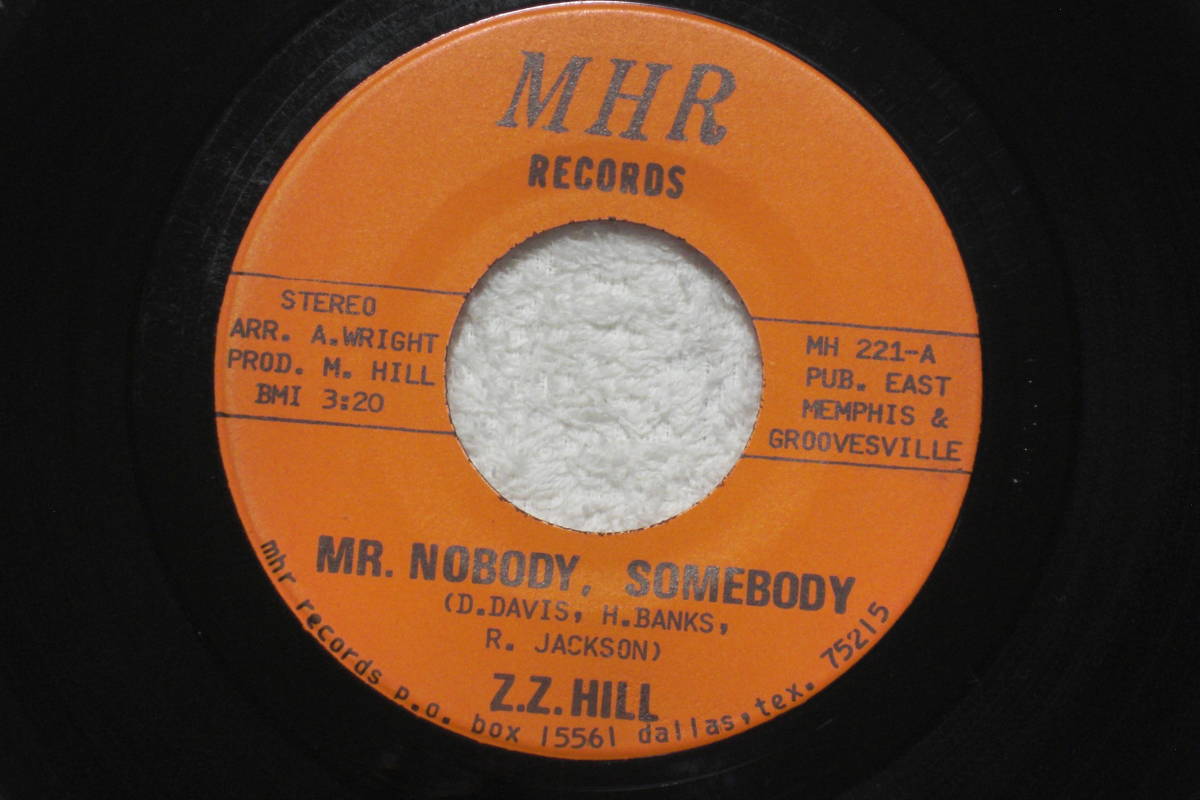 MHR
RECORDS
STEREO
ARR. A.WRIGHT
PROD. M. HILL
BMI 3:20
MH 221-A
PUB. EAST
MEMPHIS &
GROOVESVILLE
MR. NOBODY, SOMEBODY
(D.DAVIS, H.BANKS,
R. JACKSON)
Z.Z. HILL
mhr records p.o. box 15561 dallas, tex. 75215